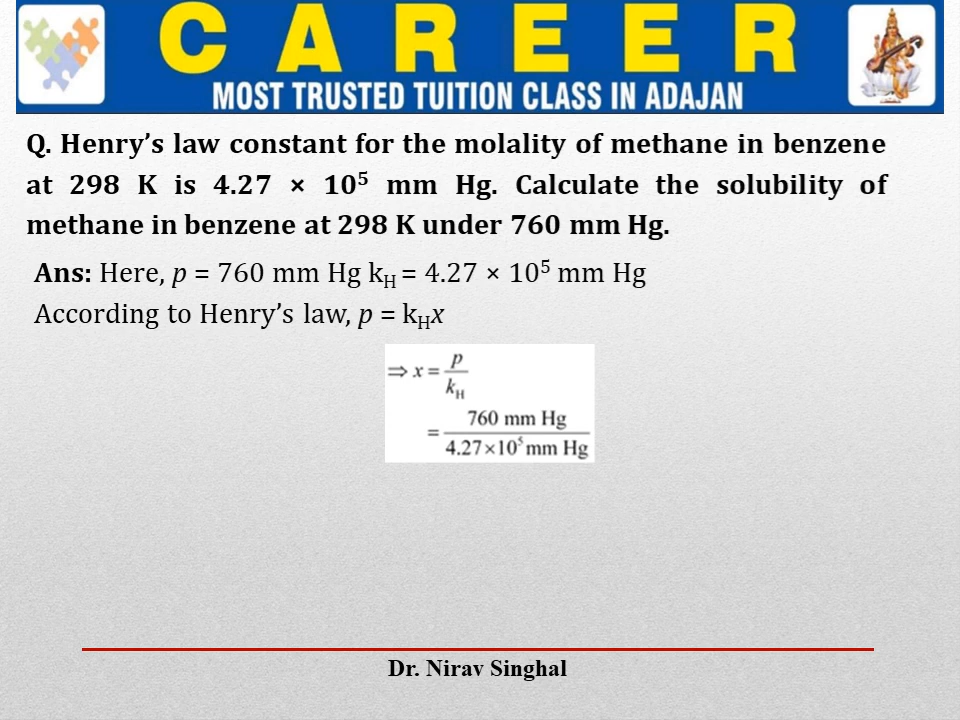 CAREER
MOST TRUSTED TUITION CLASS IN ADAJAN
Q. Henry’s law constant for the molality of methane in benzene
at 298 K is 4.27 × 10⁵ mm Hg. Calculate the solubility of
methane in benzene at 298 K under 760 mm Hg.
Ans: Here, p = 760 mm Hg kH = 4.27 × 10⁵ mm Hg
According to Henry’s law, p = kHx
⇒ x = p
kH
= 760 mm Hg
4.27×10⁵ mm Hg
Dr. Nirav Singhal